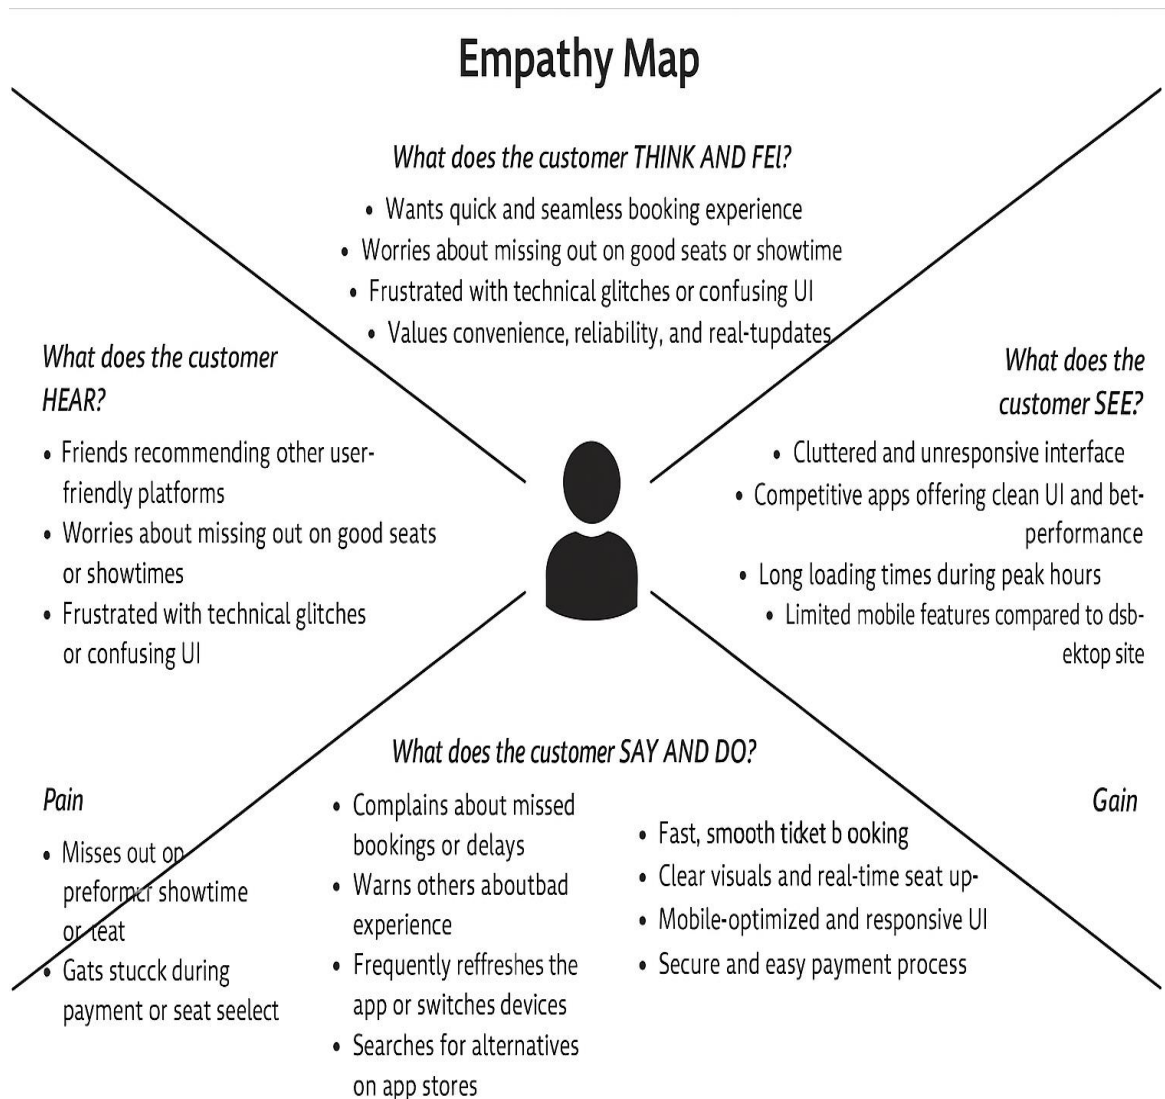 Empathy Map
What does the customer THINK AND FEl?
• Wants quick and seamless booking experience
• Worries about missing out on good seats or showtime
• Frustrated with technical glitches or confusing UI
• Values convenience, reliability, and real-tupdates
What does the customer
HEAR?
• Friends recommending other user-
friendly platforms
• Worries about missing out on good seats
or showtimes
• Frustrated with technical glitches
or confusing UI
What does the
customer SEE?
• Cluttered and unresponsive interface
• Competitive apps offering clean UI and bet-
performance
• Long loading times during peak hours
• Limited mobile features compared to dsb-
ektop site
Pain
• Misses out on
showtime
or
• Gats stucck during
payment or seat seelect
What does the customer SAY AND DO?
• Complains about missed
bookings or delays
• Warns others aboutbad
experience
• Frequently reffreshes the
app or switches devices
• Searches for alternatives
on app stores
Gain
• Fast, smooth ticket b ooking
• Clear visuals and real-time seat up-
• Mobile-optimized and responsive UI
• Secure and easy payment process